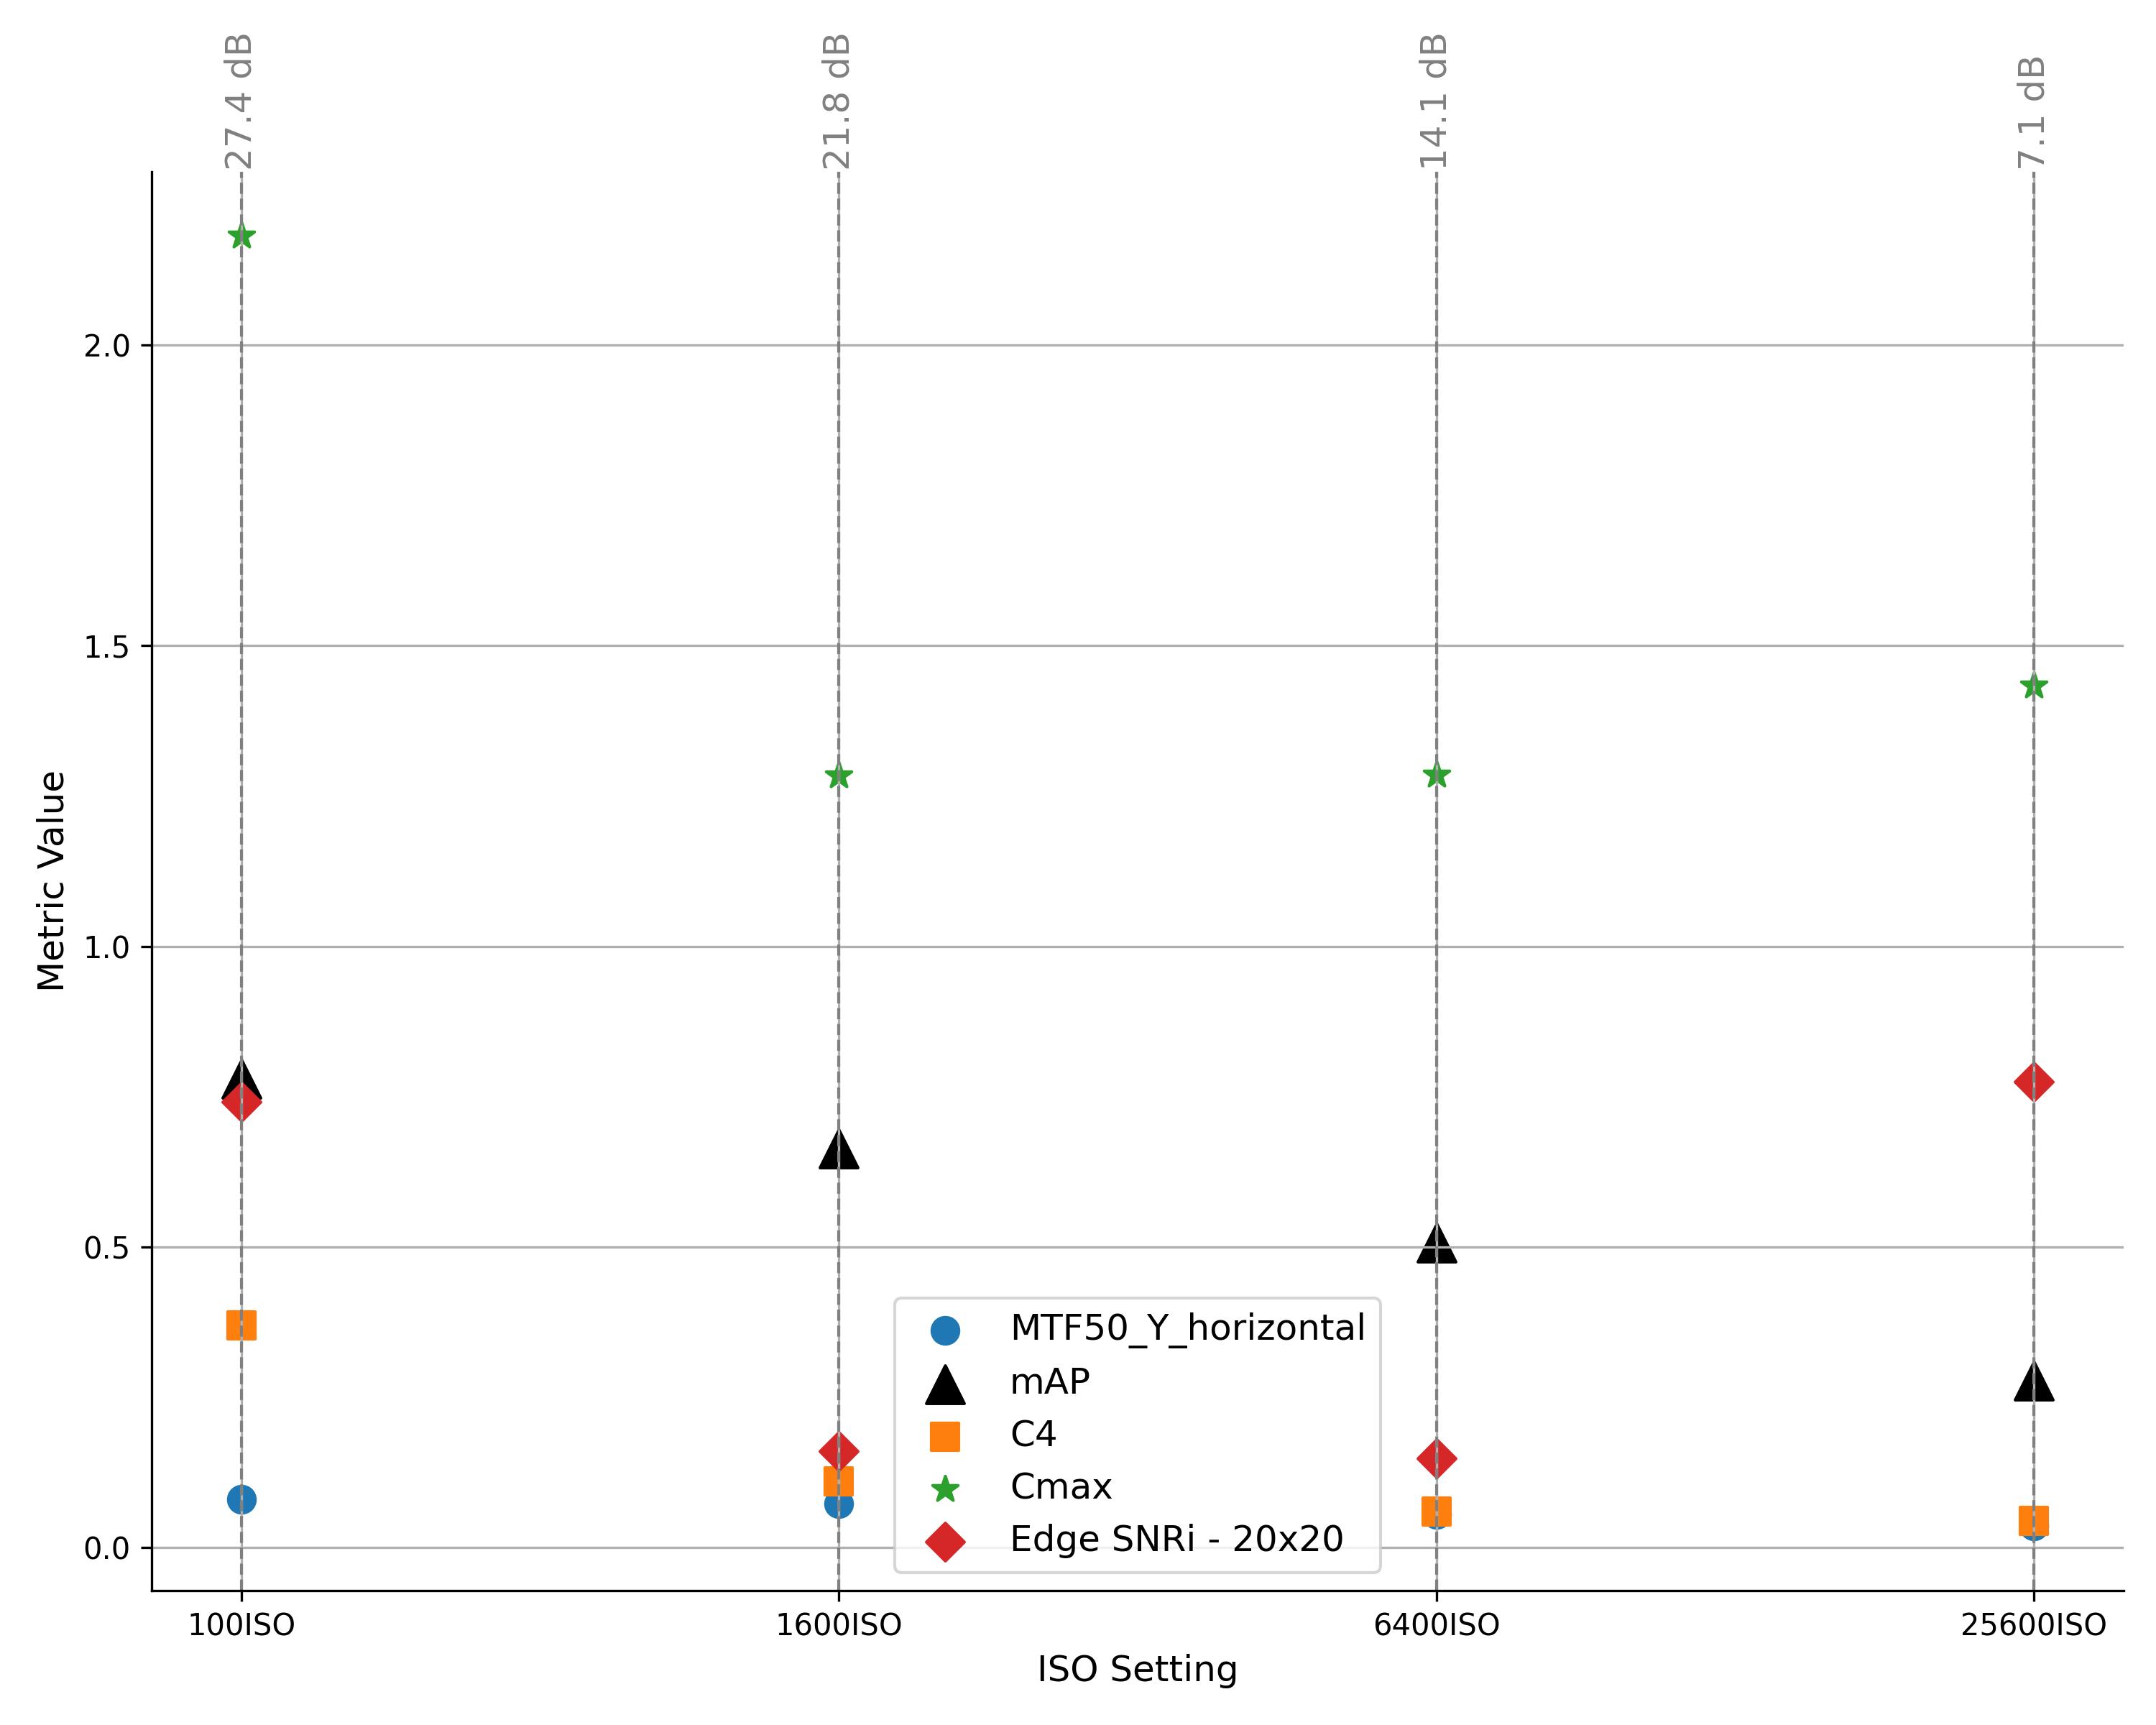 27.4 dB
21.8 dB
14.1 dB
7.1 dB
2.0
1.5
1.0
0.5
0.0
Metric Value
MTF50_Y_horizontal
mAP
C4
Cmax
Edge SNRi - 20x20
100ISO
1600ISO
6400ISO
25600ISO
ISO Setting